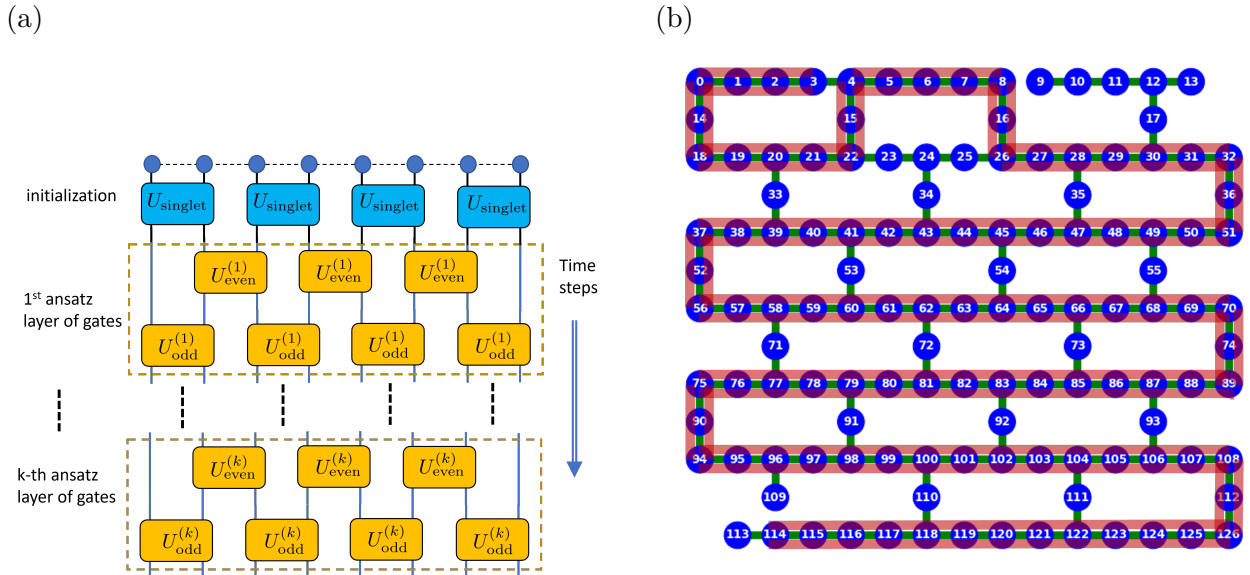 (a)
initialization
U_singlet U_singlet U_singlet U_singlet
U_even^(1) U_even^(1) U_even^(1)
1st ansatz
layer of gates
U_odd^(1) U_odd^(1) U_odd^(1) U_odd^(1)
Time
steps
k-th ansatz
layer of gates
U_even^(k) U_even^(k) U_even^(k)
U_odd^(k) U_odd^(k) U_odd^(k) U_odd^(k)
(b)
0 1 2 3 4 5 6 7 8 9 10 11 12 13
14 15 16 17
18 19 20 21 22 23 24 25 26 27 28 29 30 31 32
33 34 35 36
37 38 39 40 41 42 43 44 45 46 47 48 49 50 51
52 53 54 55
56 57 58 59 60 61 62 63 64 65 66 67 68 69 70
71 72 73 74
75 76 77 78 79 80 81 82 83 84 85 86 87 88 89
90 91 92 93
94 95 96 97 98 99 100 101 102 103 104 105 106 107 108
109 110 111 112
113 114 115 116 117 118 119 120 121 122 123 124 125 126